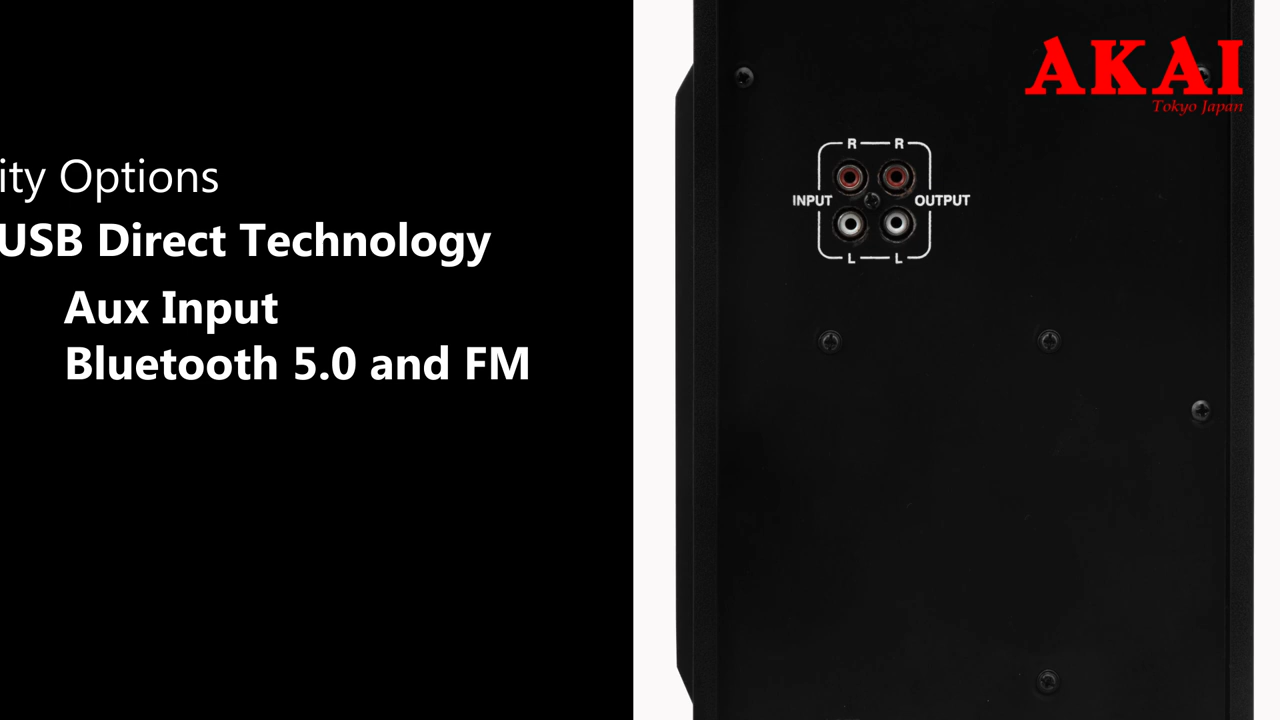 ity Options
USB Direct Technology
Aux Input
Bluetooth 5.0 and FM
AKAI
Tokyo Japan
R R
INPUT OUTPUT
L L